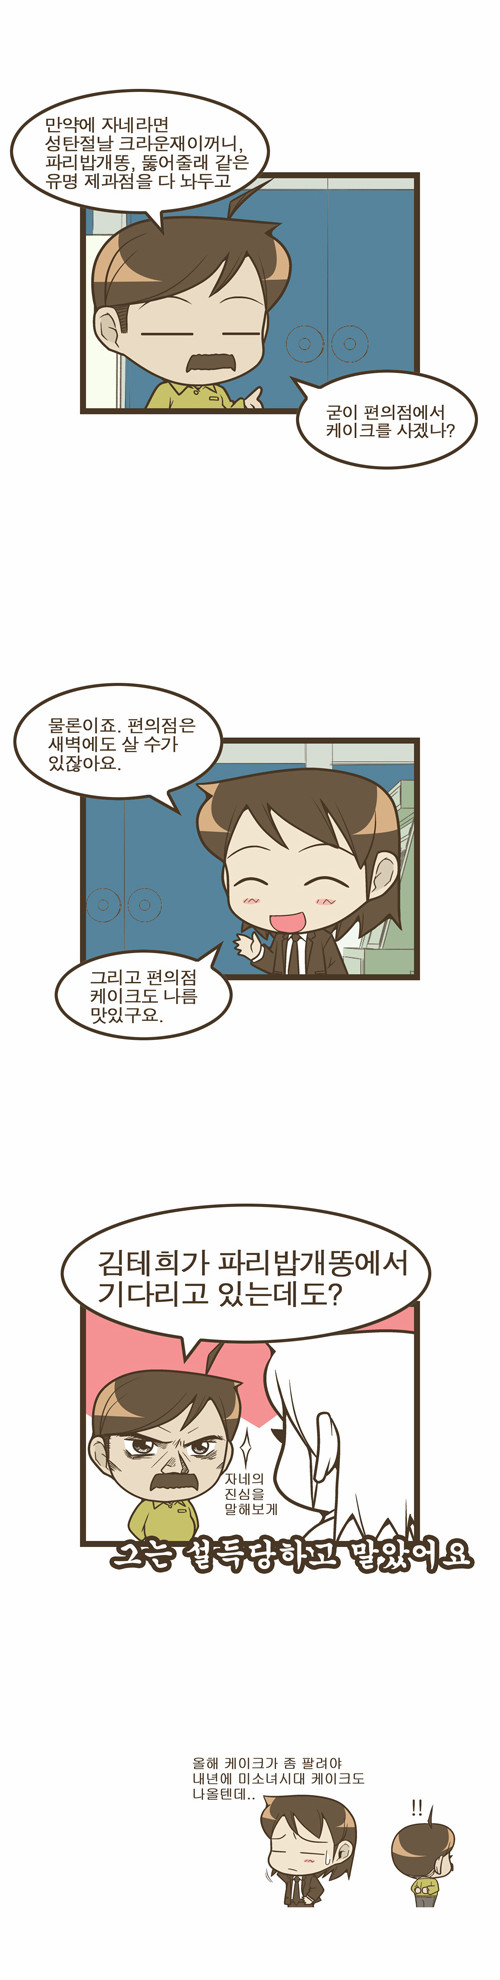 만약에 자네라면
성탄절날 크라운재이꺼니,
파리밥개똥, 뚫어줄래 같은
유명 제과점을 다 놔두고
굳이 편의점에서
케이크를 사겠나?
물론이죠. 편의점은
새벽에도 살 수가
있잖아요.
그리고 편의점
케이크도 나름
맛있구요.
김테희가 파리밥개똥에서
기다리고 있는데도?
자네의
진심을
말해보게
그는 설득당하고 말았어요
올해 케이크가 좀 팔려야
내년에 미소녀시대 케이크도
나올텐데..
!!